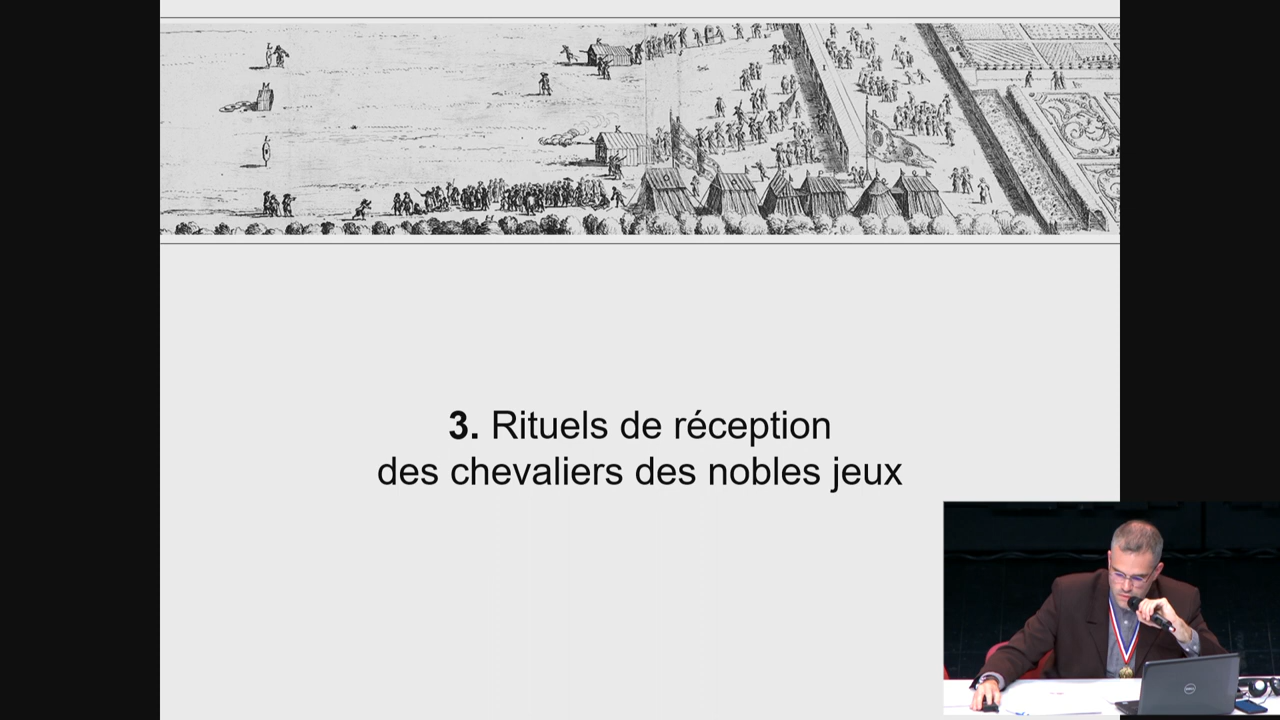 3. Rituels de réception
des chevaliers des nobles jeux